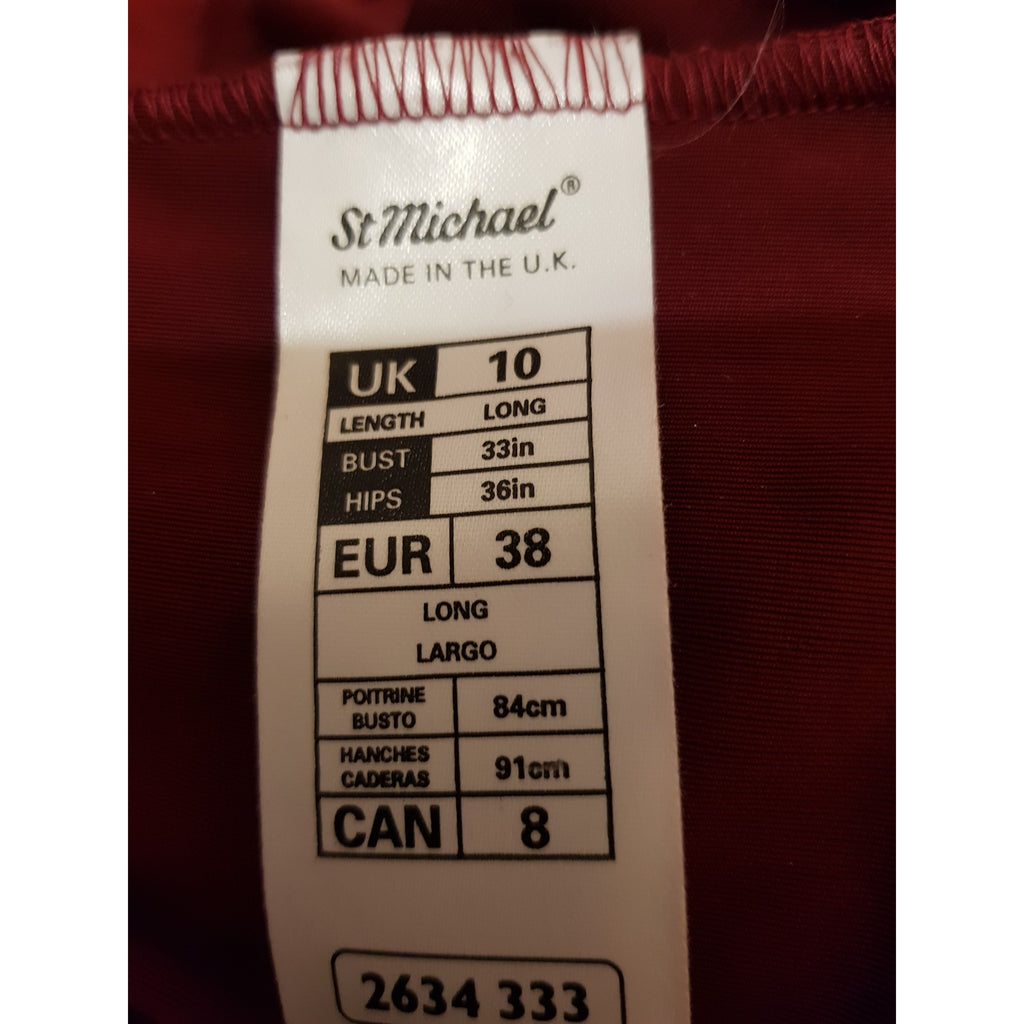 St Michael®
MADE IN THE U.K.
UK 10
LENGTH LONG
BUST 33in
HIPS 36in
EUR 38
LONG
LARGO
POITRINE
BUSTO 84cm
HANCHES
CADERAS 91cm
CAN 8
2634 333